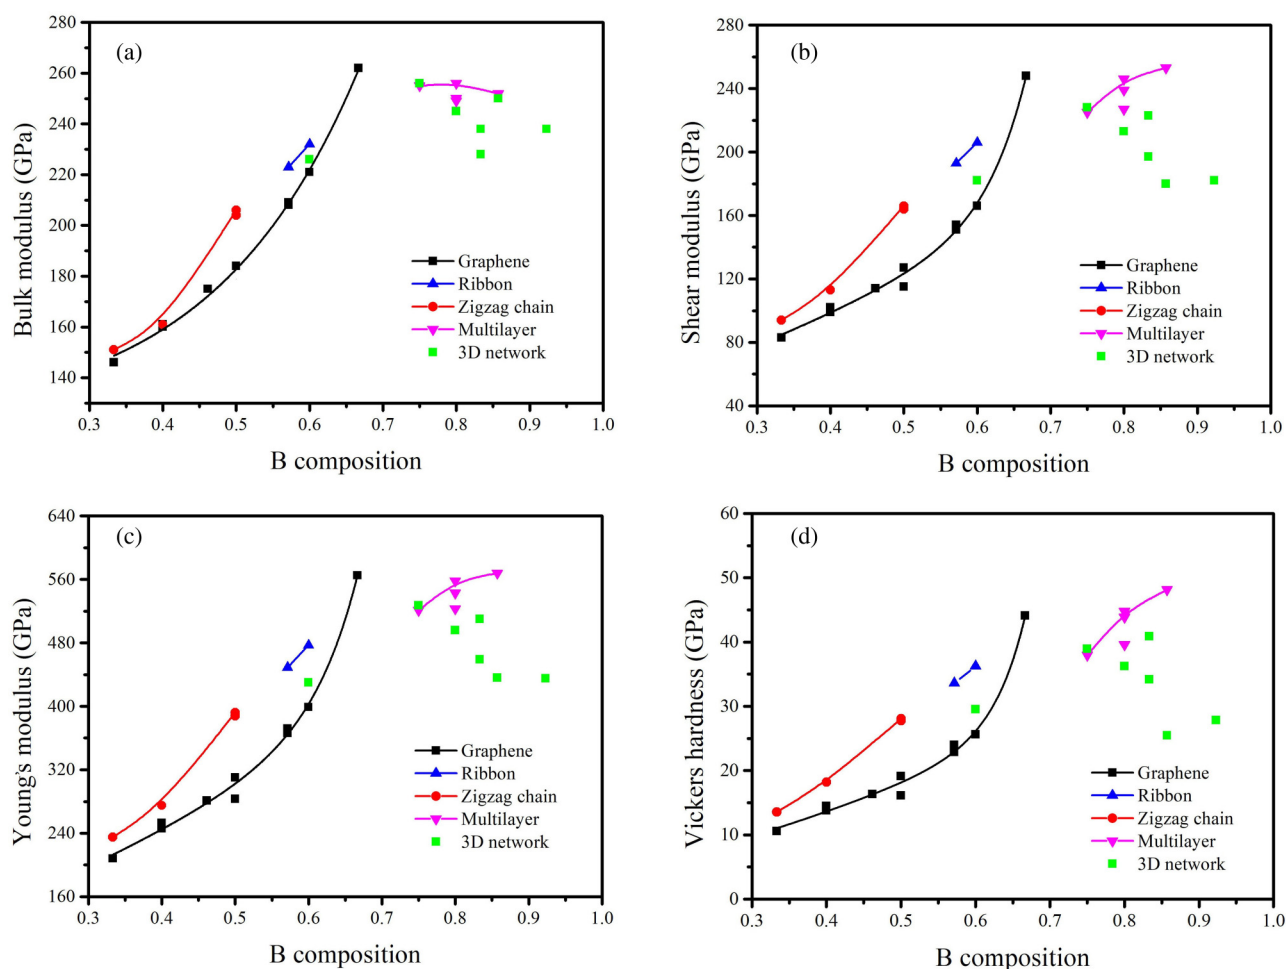 (a)
Bulk modulus (GPa)
280
260
240
220
200
180
160
140
Graphene
Ribbon
Zigzag chain
Multilayer
3D network
0.3 0.4 0.5 0.6 0.7 0.8 0.9 1.0
B composition
(b)
Shear modulus (GPa)
280
240
200
160
120
80
40
Graphene
Ribbon
Zigzag chain
Multilayer
3D network
0.3 0.4 0.5 0.6 0.7 0.8 0.9 1.0
B composition
(c)
Young's modulus (GPa)
640
560
480
400
320
240
160
Graphene
Ribbon
Zigzag chain
Multilayer
3D network
0.3 0.4 0.5 0.6 0.7 0.8 0.9 1.0
B composition
(d)
Vickers hardness (GPa)
60
50
40
30
20
10
0
Graphene
Ribbon
Zigzag chain
Multilayer
3D network
0.3 0.4 0.5 0.6 0.7 0.8 0.9 1.0
B composition